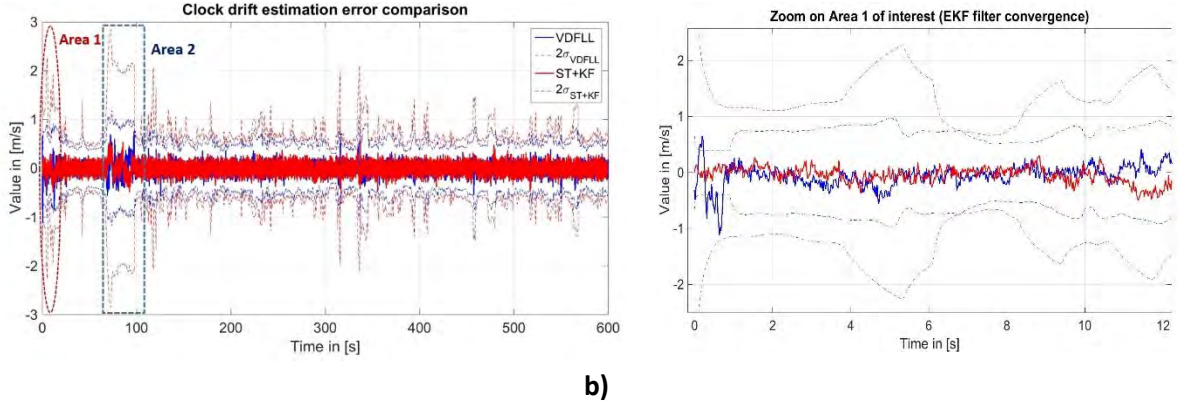 Clock drift estimation error comparison
Value in [m/s]
3
2
1
0
-1
-2
-3
Area 1
Area 2
VDFLL
2σVDFLL
ST+KF
2σST+KF
0 100 200 300 400 500 600
Time in [s]
Zoom on Area 1 of interest (EKF filter convergence)
Value in [m/s]
2
1
0
-1
-2
0 2 4 6 8 10 12
Time in [s]
b)